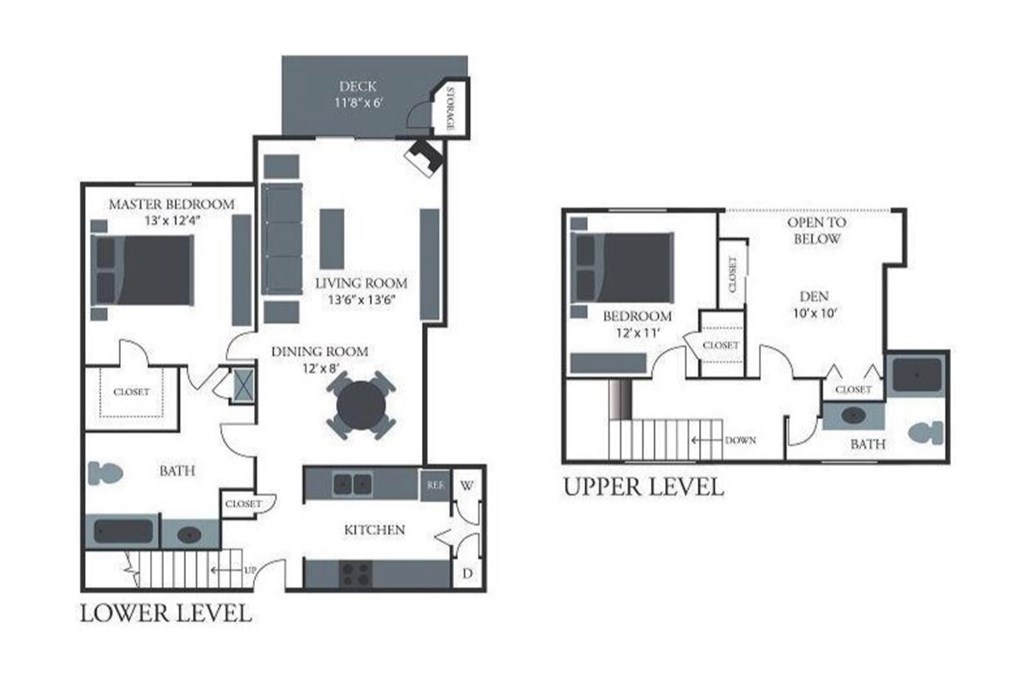 DECK
11'8" x 6'
STORAGE
MASTER BEDROOM
13' x 12'4"
LIVING ROOM
13'6" x 13'6"
DINING ROOM
12' x 8'
CLOSET
BATH
CLOSET
REF.
W
KITCHEN
D
UP
LOWER LEVEL
OPEN TO
BELOW
CLOSET
DEN
10' x 10'
BEDROOM
12' x 11'
CLOSET
CLOSET
DOWN
BATH
UPPER LEVEL